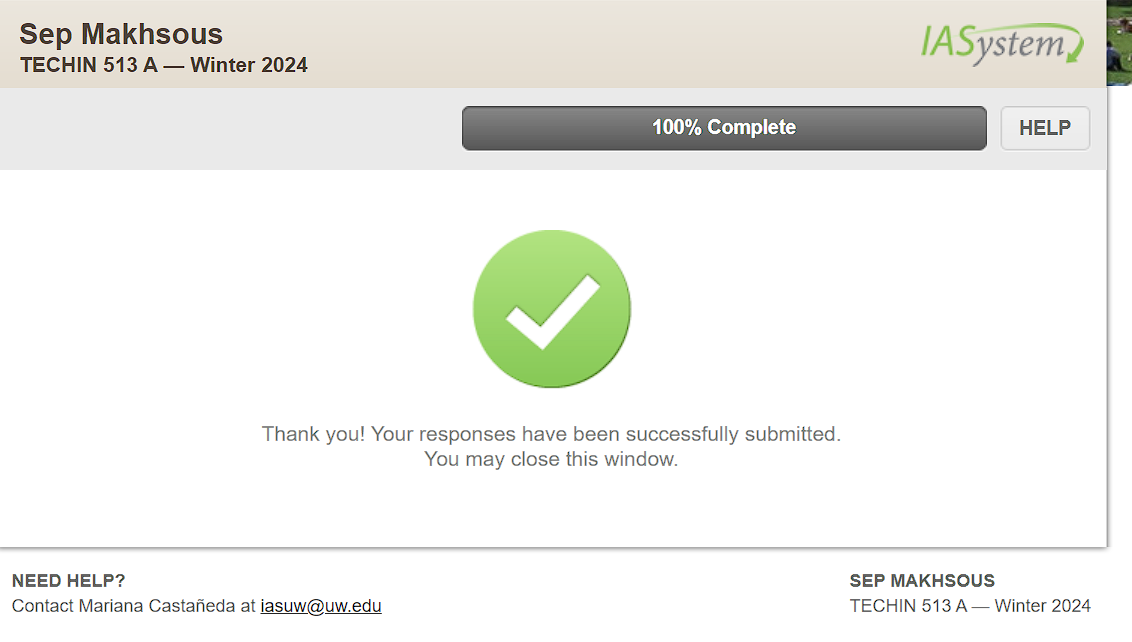 Sep Makhsous
TECHIN 513 A — Winter 2024
IASystem
100% Complete
HELP
Thank you! Your responses have been successfully submitted.
You may close this window.
NEED HELP?
Contact Mariana Castañeda at iasuw@uw.edu
SEP MAKHSOUS
TECHIN 513 A — Winter 2024